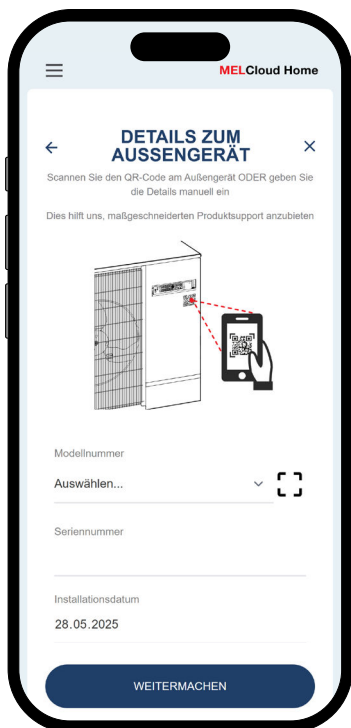 MELCloud Home
DETAILS ZUM
AUSSENGERÄT
Scannen Sie den QR-Code am Außengerät ODER geben Sie
die Details manuell ein
Dies hilft uns, maßgeschneiderten Produktsupport anzubieten
Modellnummer
Auswählen...
Seriennummer
Installationsdatum
28.05.2025
WEITERMACHEN